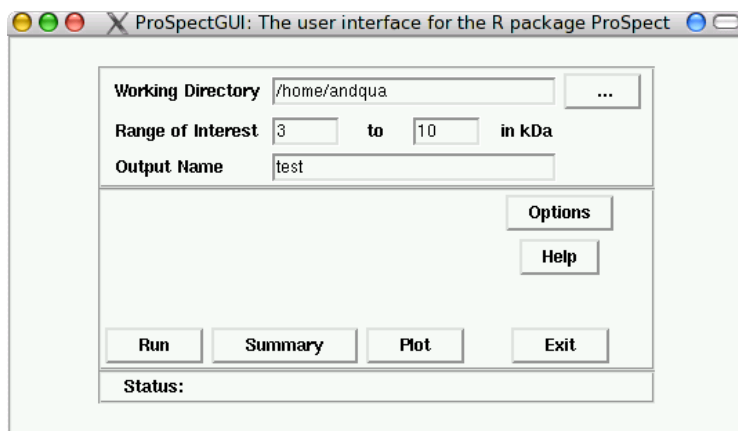 ProSpectGUI: The user interface for the R package ProSpect
Working Directory /home/andqua ...
Range of Interest 3 to 10 in kDa
Output Name test
Options
Help
Run Summary Plot Exit
Status: